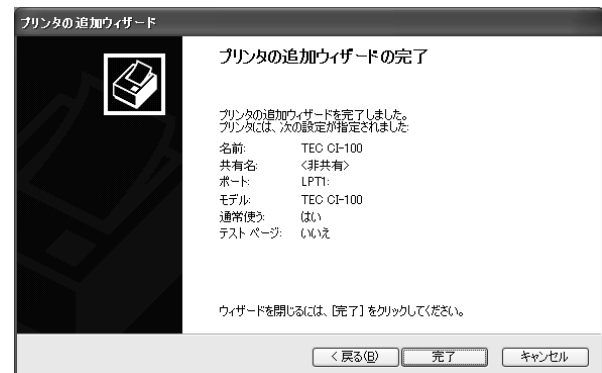 プリンタの追加ウィザード
プリンタの追加ウィザードの完了
プリンタの追加ウィザードを完了しました。
プリンタには、次の設定が指定されました:
名前: TEC CI-100
共有名: <非共有>
ポート: LPT1:
モデル: TEC CI-100
通常使う: はい
テスト ページ: いいえ
ウィザードを閉じるには、[完了] をクリックしてください。
< 戻る(B) 完了 キャンセル